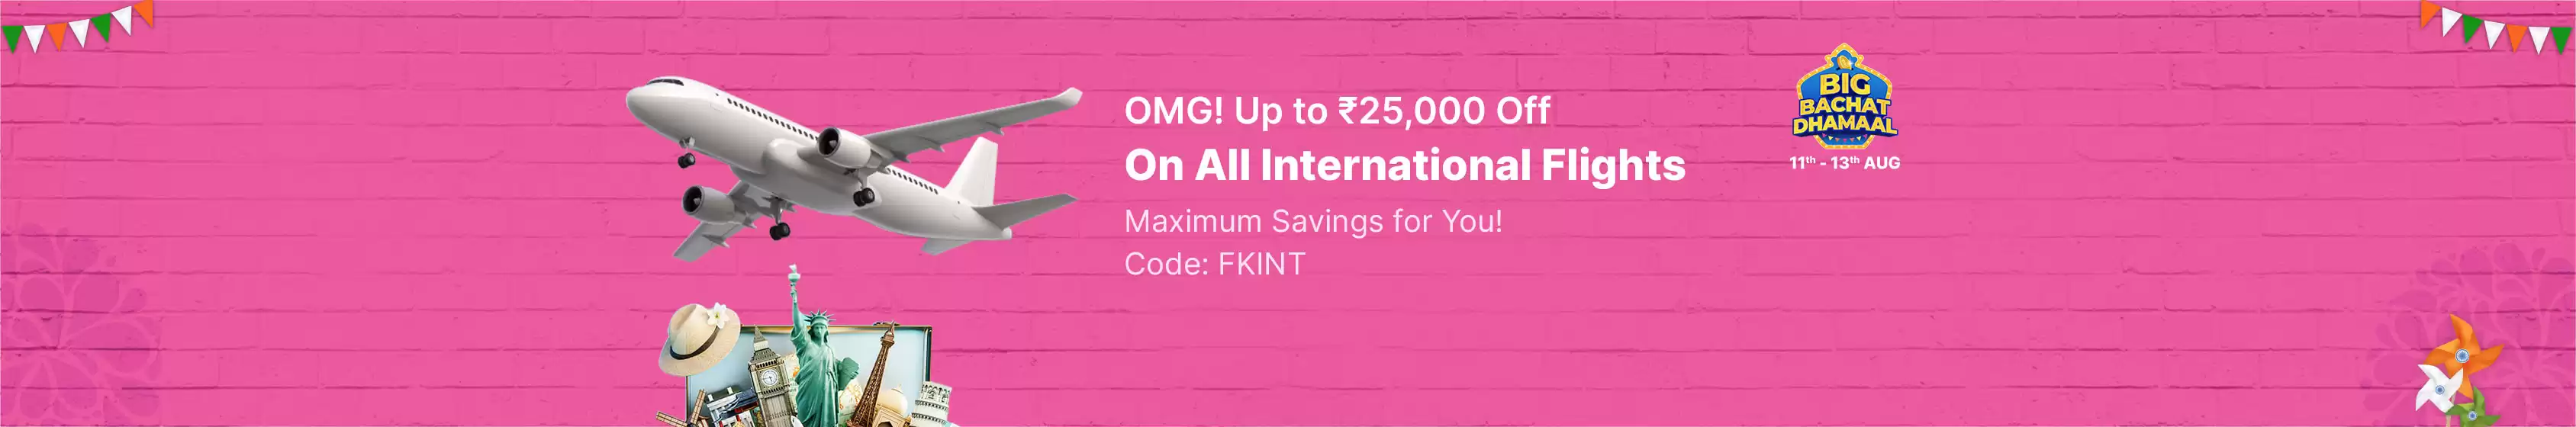 OMG! Up to ₹25,000 Off
On All International Flights
Maximum Savings for You!
Code: FKINT
BIG
BACHAT
DHAMAAL
11th - 13th AUG